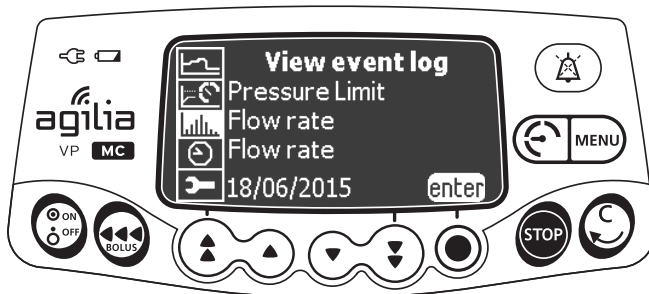 View event log
Pressure Limit
Flow rate
Flow rate
18/06/2015 enter
agilia
VP MC
MENU
ON
OFF
BOLUS
STOP
C